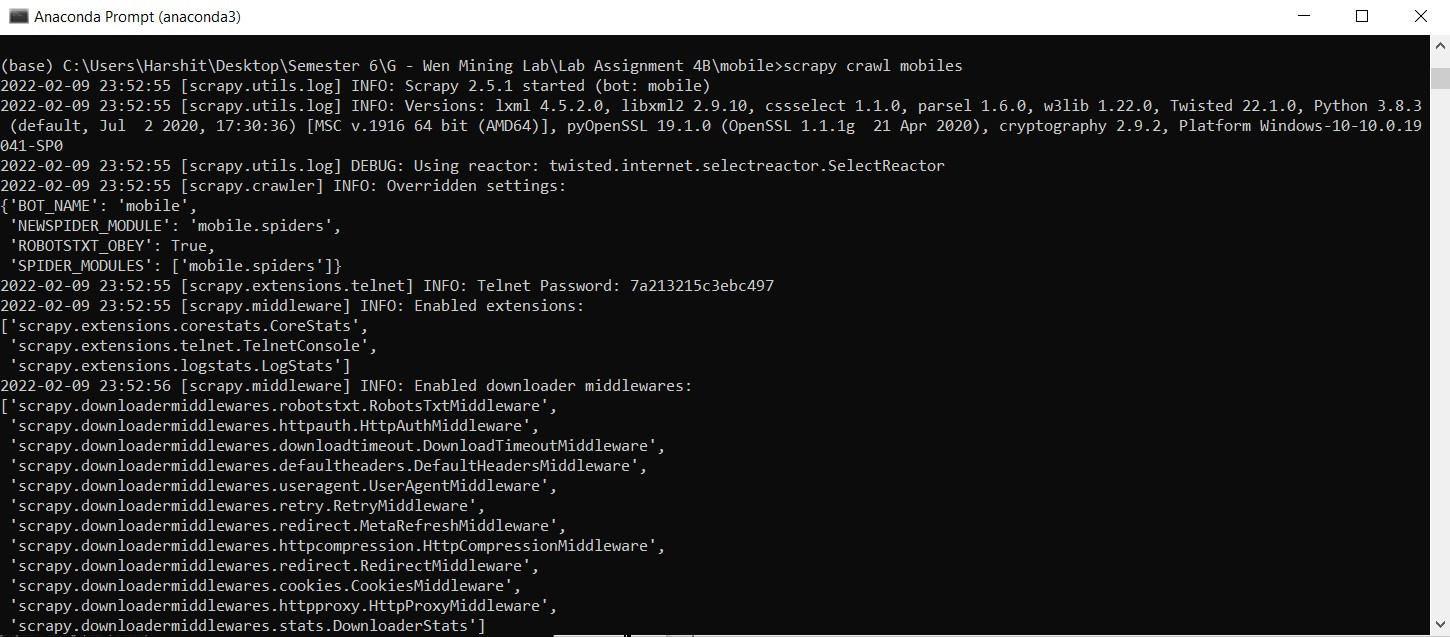 Anaconda Prompt (anaconda3)
(base) C:\Users\Harshit\Desktop\Semester 6\G - Wen Mining Lab\Lab Assignment 4B\mobile>scrapy crawl mobiles
2022-02-09 23:52:55 [scrapy.utils.log] INFO: Scrapy 2.5.1 started (bot: mobile)
2022-02-09 23:52:55 [scrapy.utils.log] INFO: Versions: lxml 4.5.2.0, libxml2 2.9.10, cssselect 1.1.0, parsel 1.6.0, w3lib 1.22.0, Twisted 22.1.0, Python 3.8.3
 (default, Jul  2 2020, 17:30:36) [MSC v.1916 64 bit (AMD64)], pyOpenSSL 19.1.0 (OpenSSL 1.1.1g  21 Apr 2020), cryptography 2.9.2, Platform Windows-10-10.0.19
041-SP0
2022-02-09 23:52:55 [scrapy.utils.log] DEBUG: Using reactor: twisted.internet.selectreactor.SelectReactor
2022-02-09 23:52:55 [scrapy.crawler] INFO: Overridden settings:
{'BOT_NAME': 'mobile',
 'NEWSPIDER_MODULE': 'mobile.spiders',
 'ROBOTSTXT_OBEY': True,
 'SPIDER_MODULES': ['mobile.spiders']}
2022-02-09 23:52:55 [scrapy.extensions.telnet] INFO: Telnet Password: 7a213215c3ebc497
2022-02-09 23:52:55 [scrapy.middleware] INFO: Enabled extensions:
['scrapy.extensions.corestats.CoreStats',
 'scrapy.extensions.telnet.TelnetConsole',
 'scrapy.extensions.logstats.LogStats']
2022-02-09 23:52:56 [scrapy.middleware] INFO: Enabled downloader middlewares:
['scrapy.downloadermiddlewares.robotstxt.RobotsTxtMiddleware',
 'scrapy.downloadermiddlewares.httpauth.HttpAuthMiddleware',
 'scrapy.downloadermiddlewares.downloadtimeout.DownloadTimeoutMiddleware',
 'scrapy.downloadermiddlewares.defaultheaders.DefaultHeadersMiddleware',
 'scrapy.downloadermiddlewares.useragent.UserAgentMiddleware',
 'scrapy.downloadermiddlewares.retry.RetryMiddleware',
 'scrapy.downloadermiddlewares.redirect.MetaRefreshMiddleware',
 'scrapy.downloadermiddlewares.httpcompression.HttpCompressionMiddleware',
 'scrapy.downloadermiddlewares.redirect.RedirectMiddleware',
 'scrapy.downloadermiddlewares.cookies.CookiesMiddleware',
 'scrapy.downloadermiddlewares.httpproxy.HttpProxyMiddleware',
 'scrapy.downloadermiddlewares.stats.DownloaderStats']